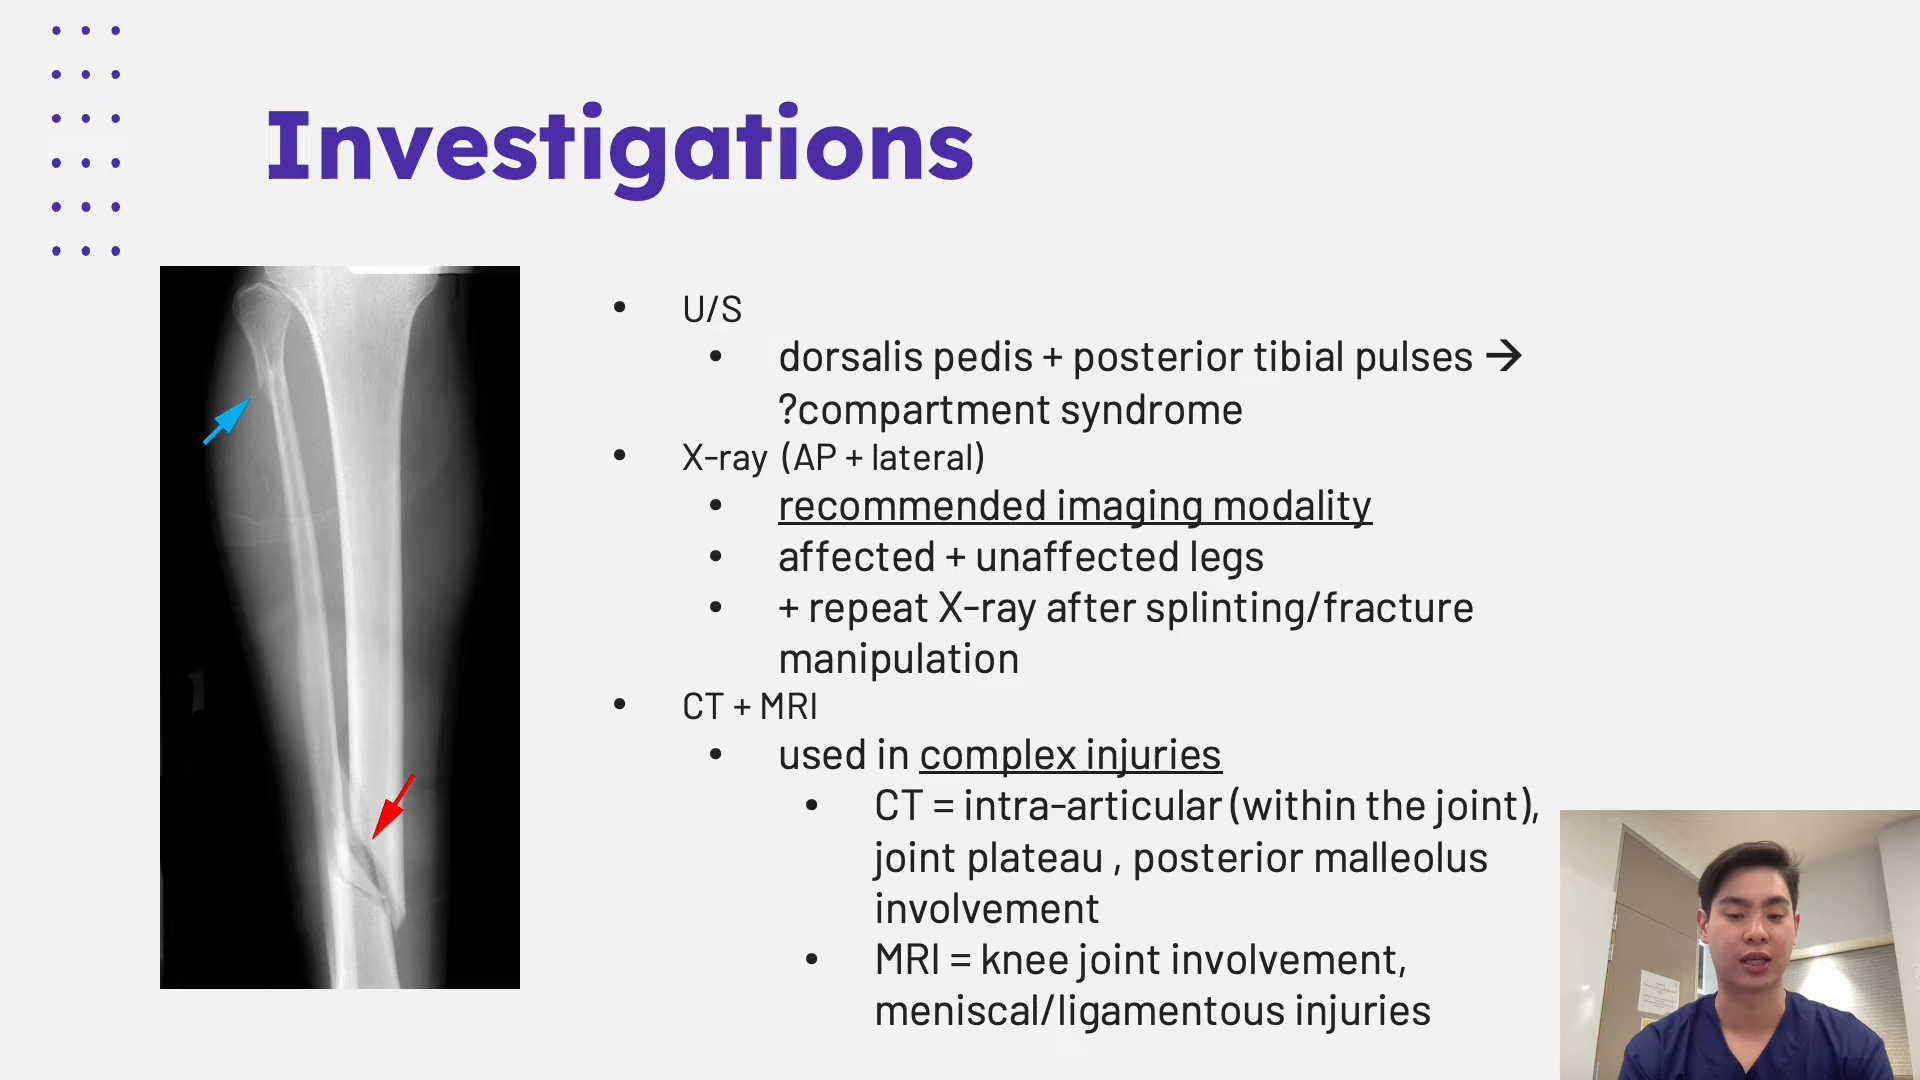 Investigations
• U/S
• dorsalis pedis + posterior tibial pulses →
?compartment syndrome
• X-ray (AP + lateral)
• recommended imaging modality
• affected + unaffected legs
• + repeat X-ray after splinting/fracture
manipulation
• CT + MRI
• used in complex injuries
• CT = intra-articular (within the joint),
joint plateau , posterior malleolus
involvement
• MRI = knee joint involvement,
meniscal/ligamentous injuries